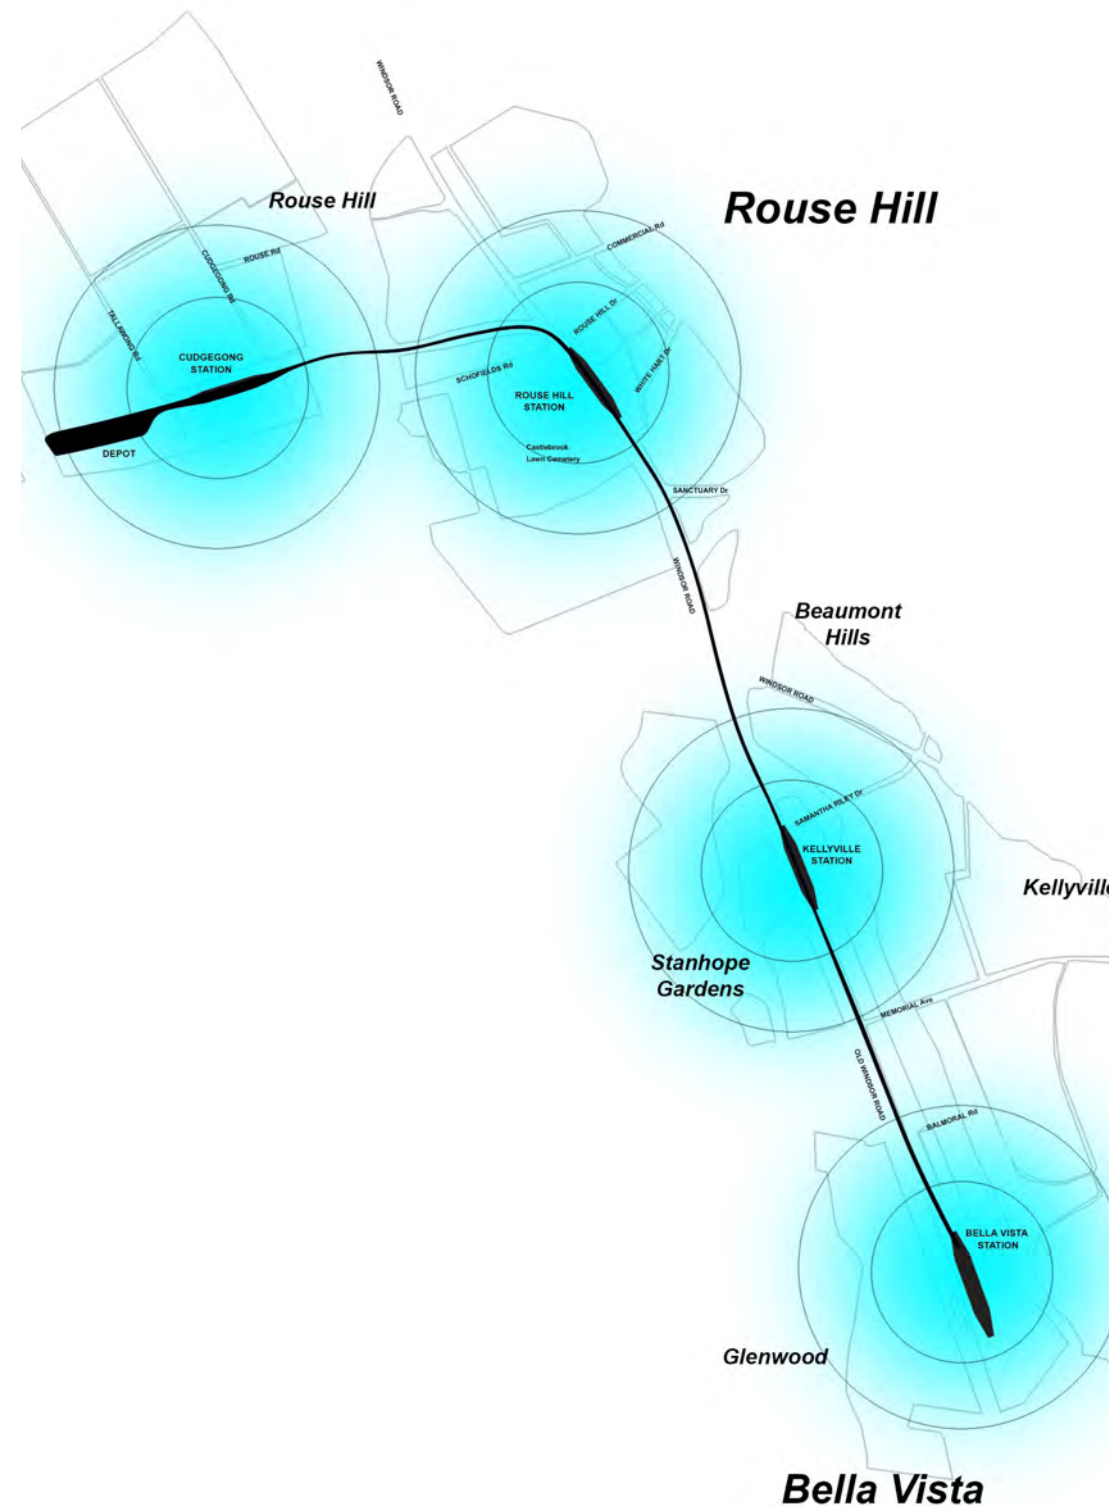 WINDSOR ROAD
Rouse Hill
Rouse Hill
COMMERCIAL Rd
ROUSE Rd
CUDGEGONG Rd
TALLAWONG Rd
ROUSE HILL Dr
WHITE HART Dr
CUDGEGONG
STATION
SCHOFIELDS Rd
ROUSE HILL
STATION
DEPOT
Castlebrook
Lawn Cemetery
SANCTUARY Dr
WINDSOR ROAD
Beaumont
Hills
WINDSOR ROAD
SAMANTHA RILEY Dr
KELLYVILLE
STATION
Kellyville
Stanhope
Gardens
MEMORIAL Ave
OLD WINDSOR ROAD
BALMORAL Rd
BELLA VISTA
STATION
Glenwood
Bella Vista